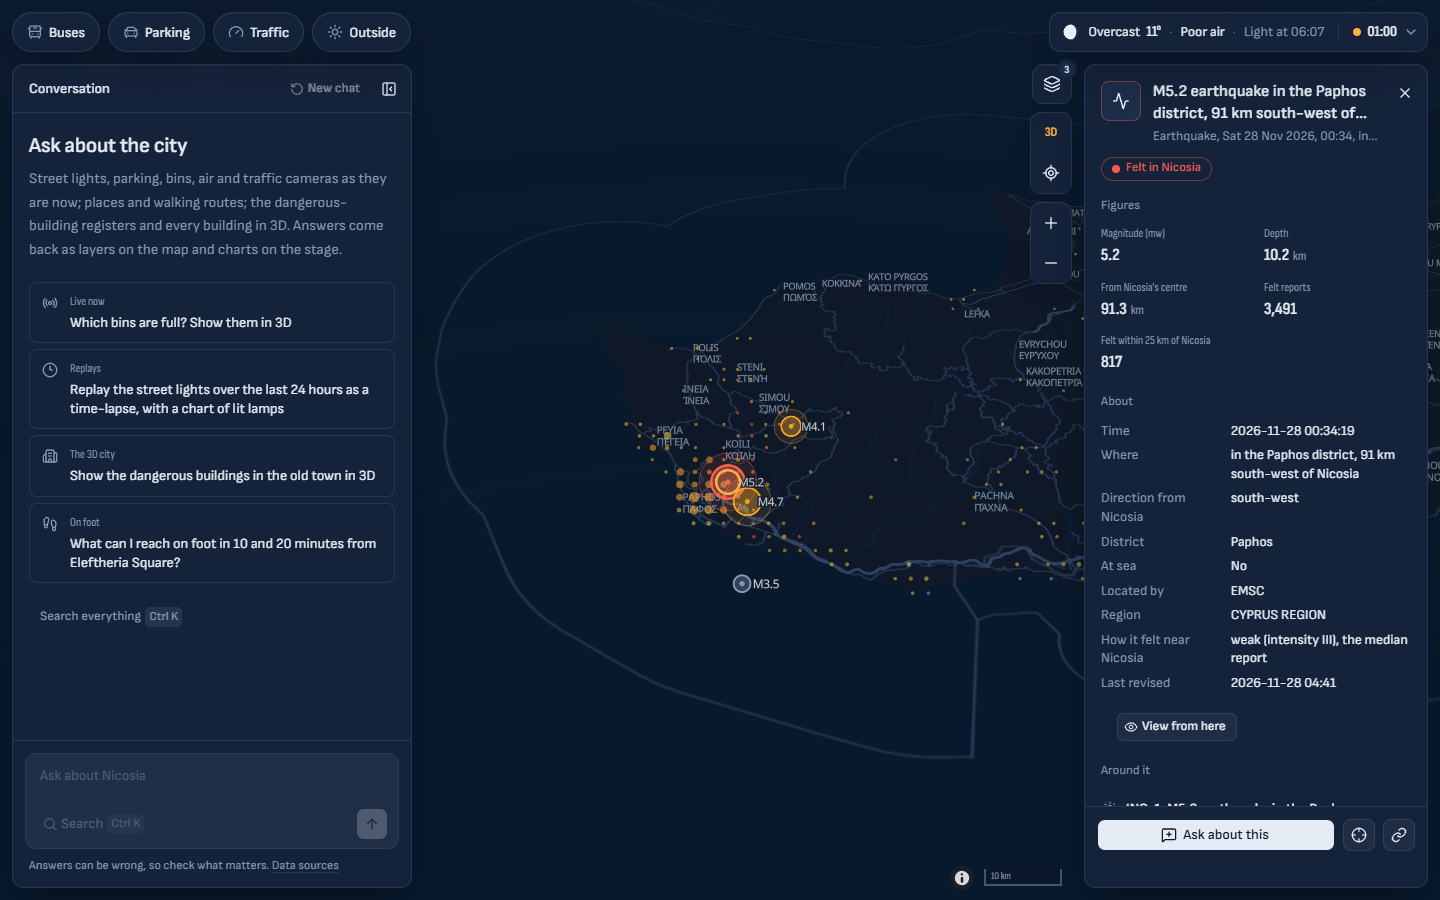 Buses
Parking
Traffic
Outside
Overcast 11° · Poor air · Light at 06:07
01:00
Conversation
New chat
Ask about the city
Street lights, parking, bins, air and traffic cameras as they
are now; places and walking routes; the dangerous-
building registers and every building in 3D. Answers come
back as layers on the map and charts on the stage.
Live now
Which bins are full? Show them in 3D
Replays
Replay the street lights over the last 24 hours as a
time-lapse, with a chart of lit lamps
The 3D city
Show the dangerous buildings in the old town in 3D
On foot
What can I reach on foot in 10 and 20 minutes from
Eleftheria Square?
Search everything Ctrl K
Ask about Nicosia
Search Ctrl K
Answers can be wrong, so check what matters. Data sources
3
3D
POMOS
ΠΩΜΟΣ
KOKKINA
KATO PYRGOS
ΚΑΤΩ ΠΥΡΓΟΣ
LEFKA
POLIS
ΠΟΛΙΣ
STENI
ΣΤΕΝΗ
EVRYCHOU
ΕΥΡΎΧΟΥ
KAKOPETRIA
ΚΑΚΟΠΕΤΡΙΆ
INEIA
ΊΝΕΙΑ
SIMOU
ΣΊΜΟΥ
M4.1
PEYIA
ΠΕΓΕΙΑ
KOILI
ΚΟΊΛΗ
M5.2
PAPHOS
ΠΑΦΟΣ
M4.7
PACHNA
ΠΆΧΝΑ
M3.5
10 km
M5.2 earthquake in the Paphos
district, 91 km south-west of...
Earthquake, Sat 28 Nov 2026, 00:34, in...
Felt in Nicosia
Figures
Magnitude (mw)
5.2
Depth
10.2 km
From Nicosia's centre
91.3 km
Felt reports
3,491
Felt within 25 km of Nicosia
817
About
Time 2026-11-28 00:34:19
Where in the Paphos district, 91 km
south-west of Nicosia
Direction from south-west
Nicosia
District Paphos
At sea No
Located by EMSC
Region CYPRUS REGION
How it felt near weak (intensity III), the median
Nicosia report
Last revised 2026-11-28 04:41
View from here
Around it
Ask about this